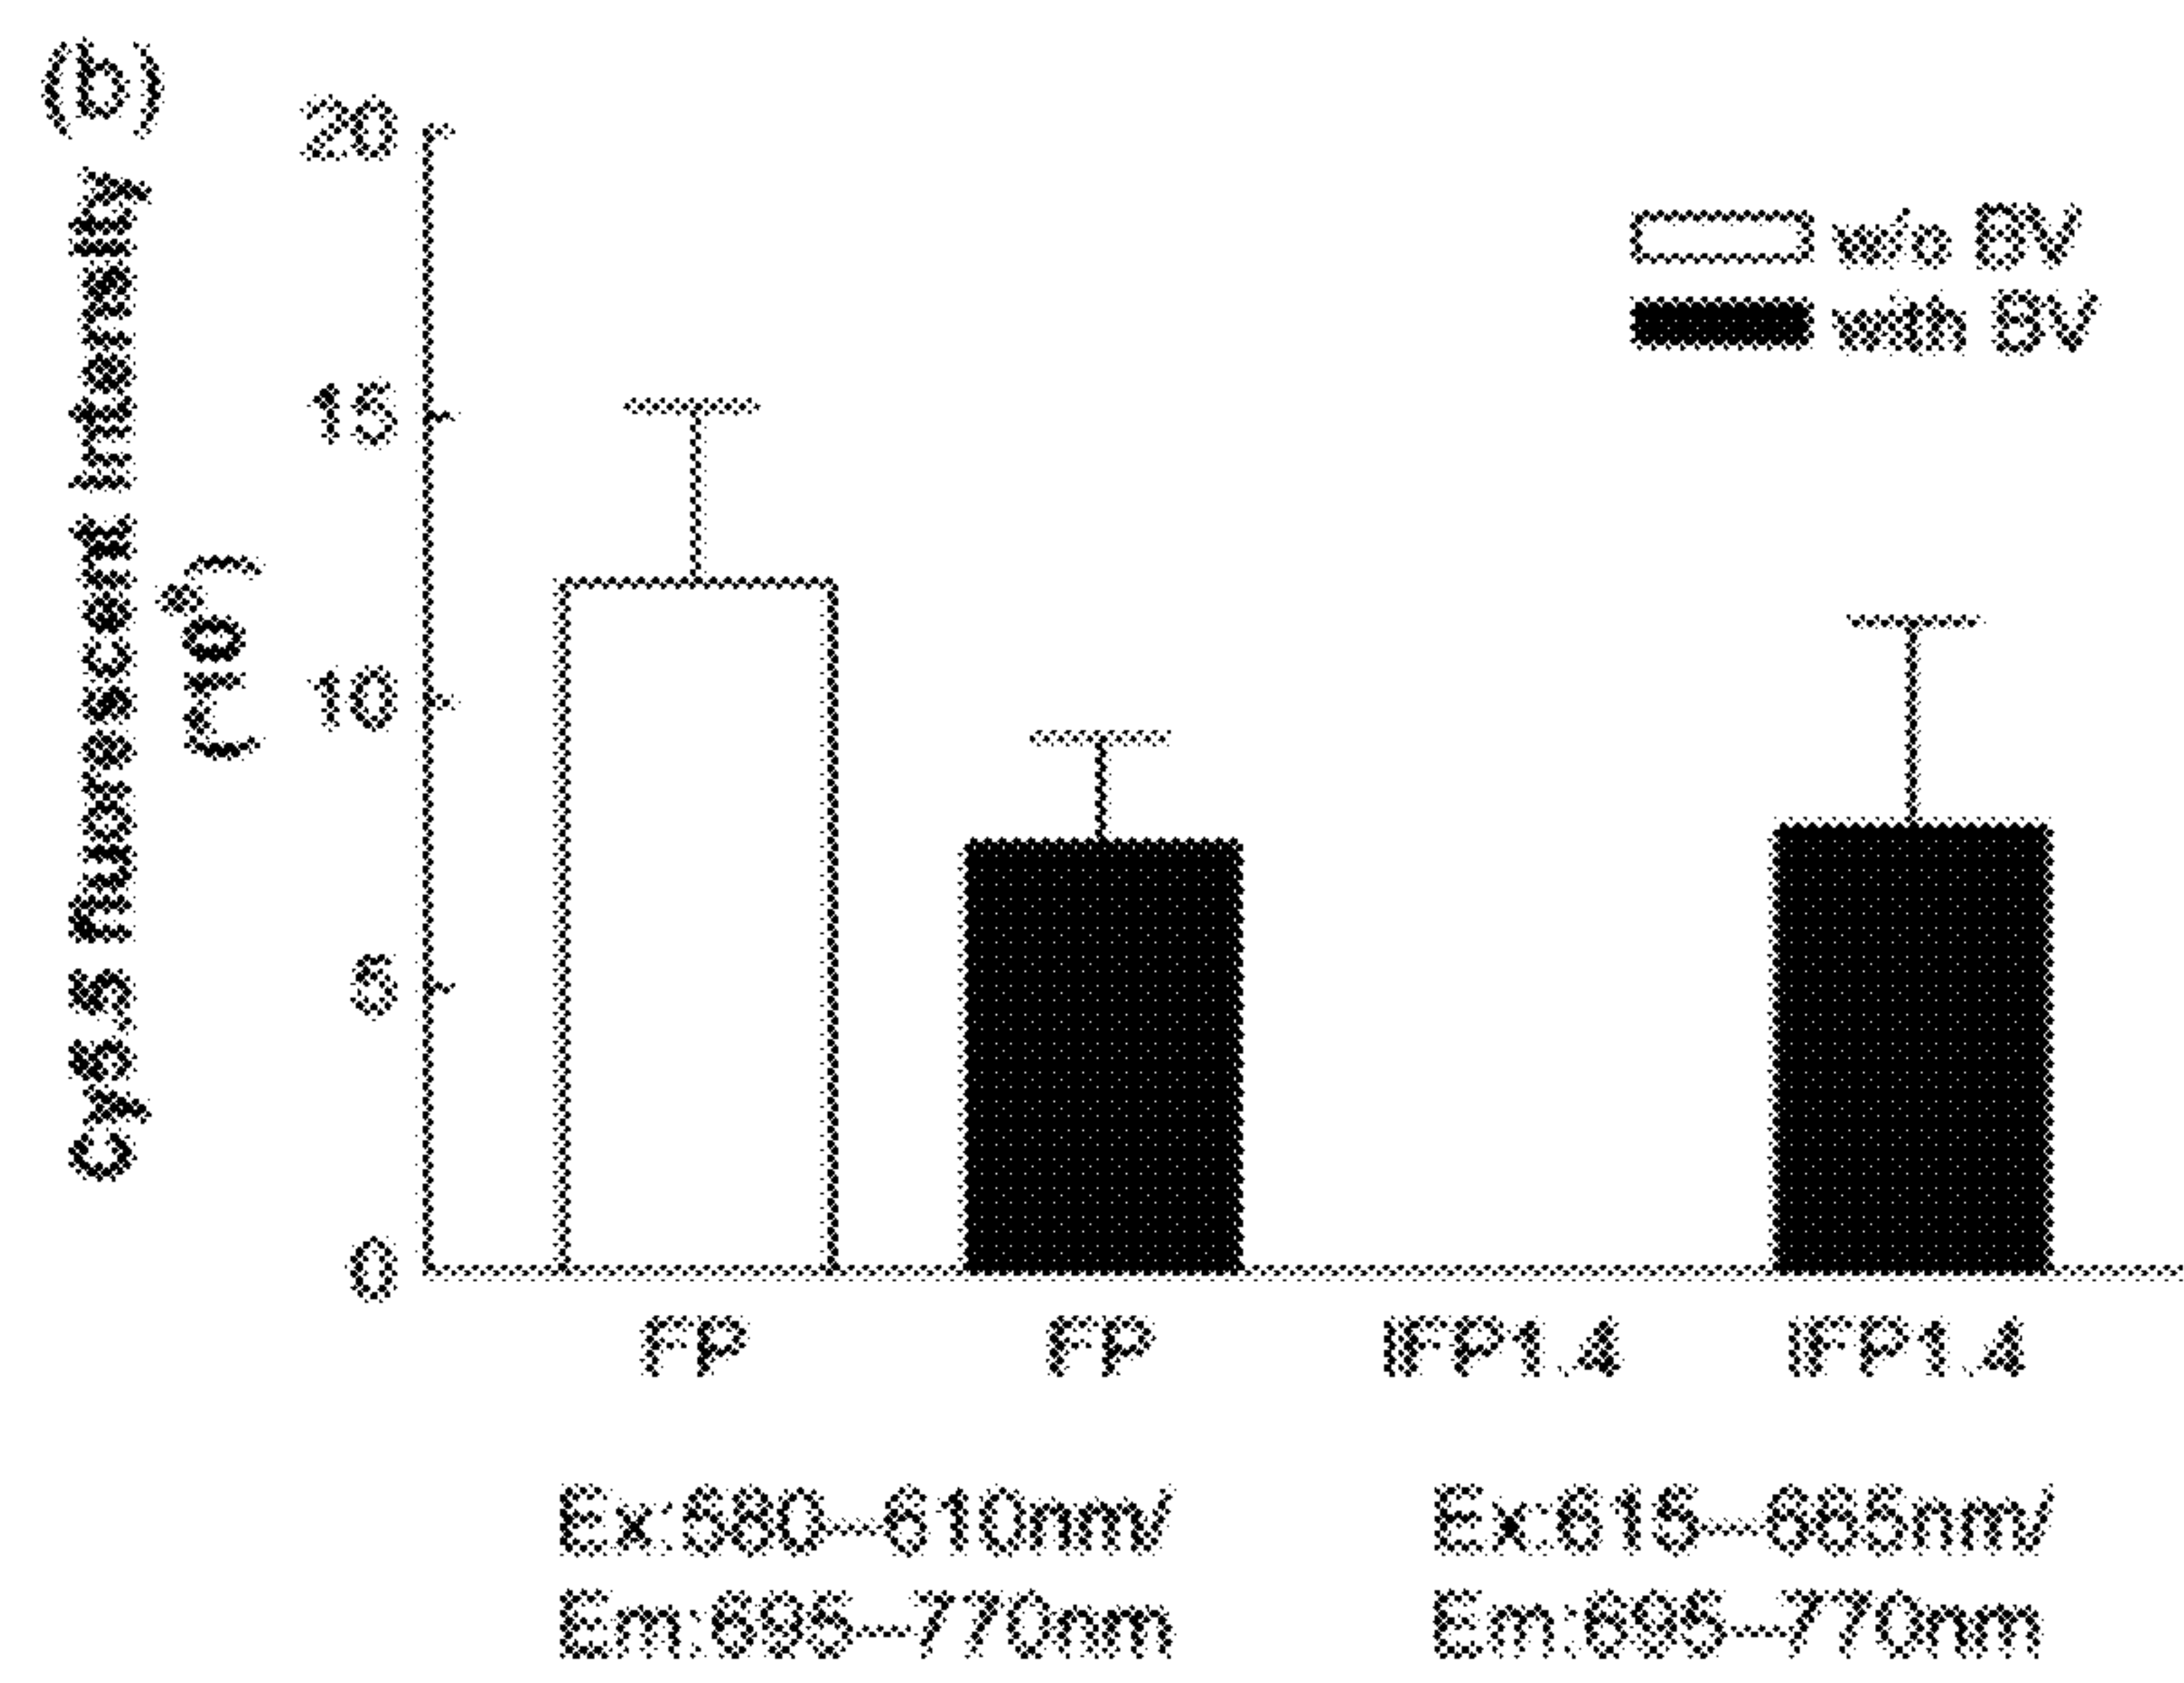 (b)
Cy5.5 fluorescent Intensity
20
15
10
5
0
w/o BV
with BV
FP FP IFP1.4 IFP1.4
Ex:580–610nm/ Ex:615–665nm/
Em:695–770nm Em:695–770nm